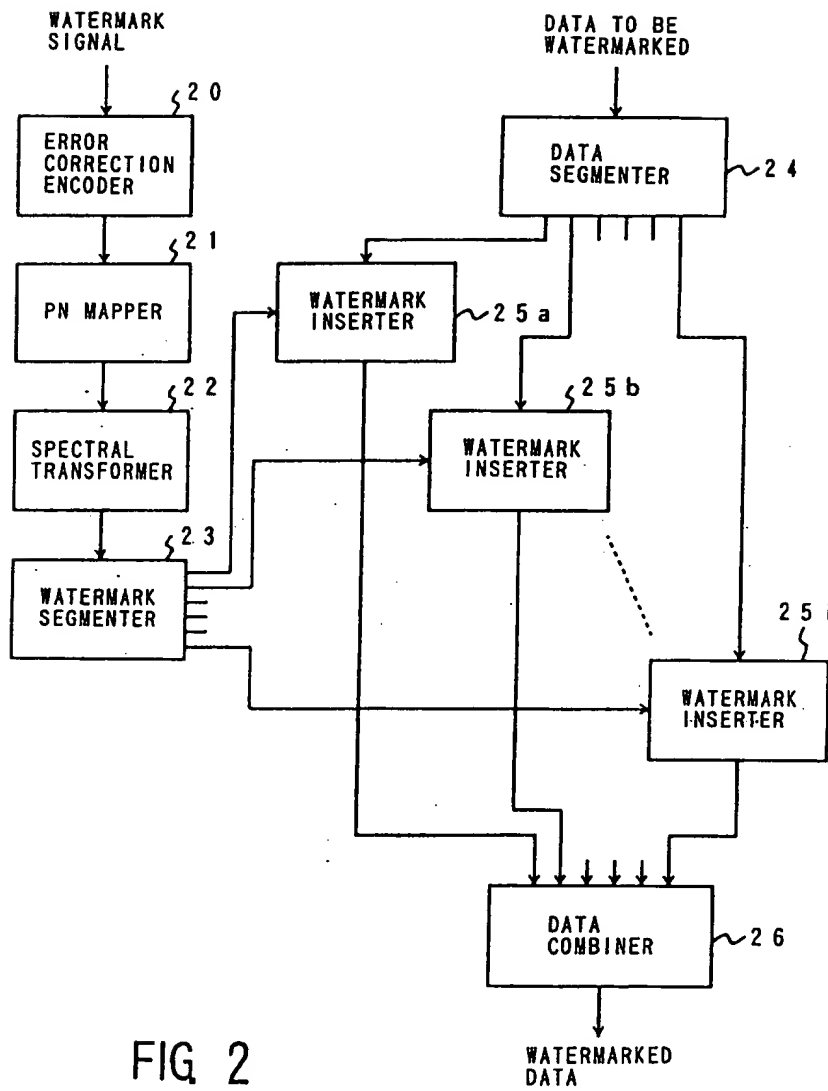 WATERMARK
SIGNAL
DATA TO BE
WATERMARKED
20
ERROR
CORRECTION
ENCODER
DATA
SEGMENTER
24
21
PN MAPPER
WATERMARK
INSERTER
25a
22
SPECTRAL
TRANSFORMER
25b
WATERMARK
INSERTER
23
WATERMARK
SEGMENTER
25
WATERMARK
INSERTER
DATA
COMBINER
26
WATERMARKED
DATA
FIG. 2